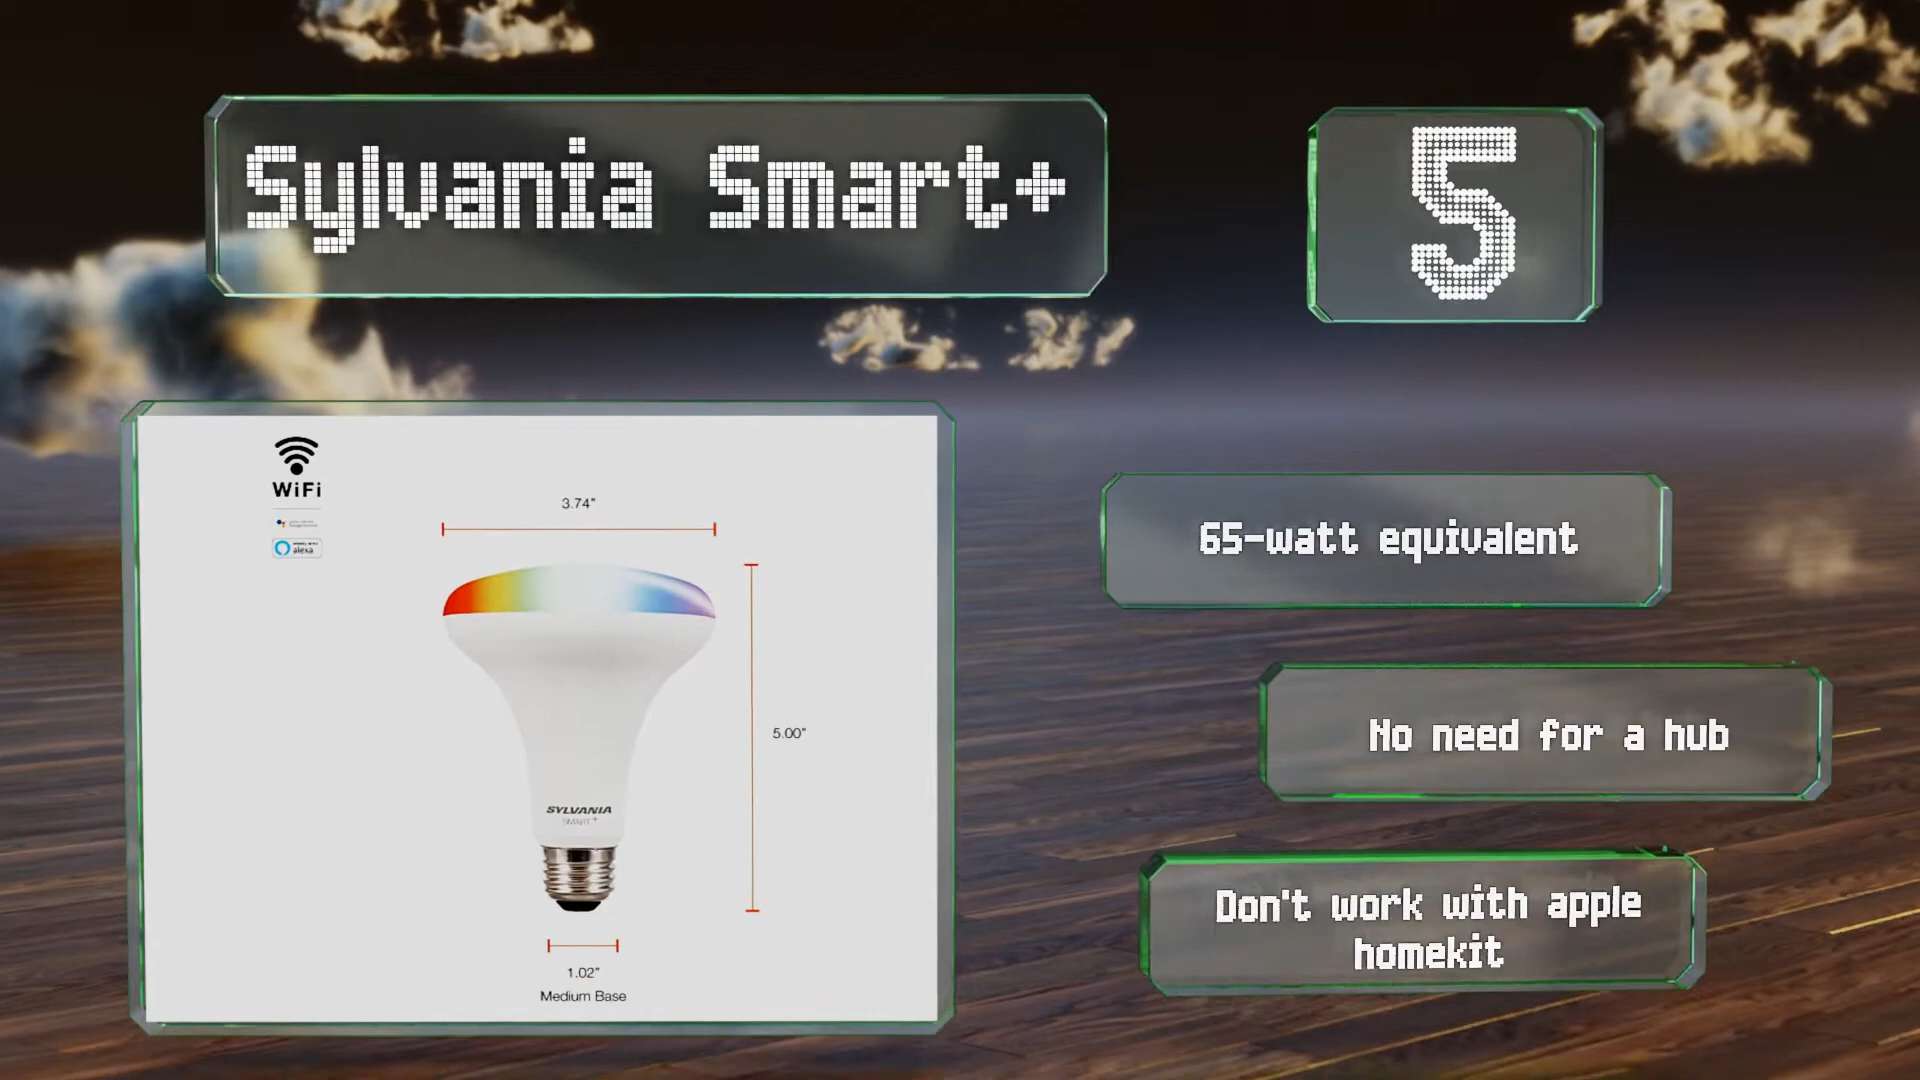 Sylvania Smart+
5
WiFi
alexa
3.74"
5.00"
SYLVANIA
SMART+
1.02"
Medium Base
65-watt equivalent
No need for a hub
Don't work with apple
homekit